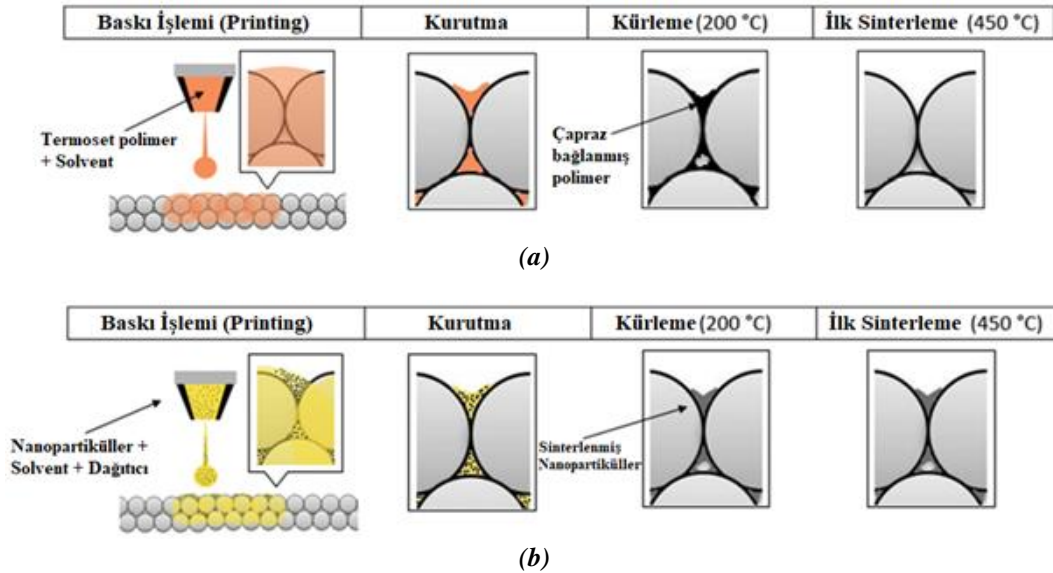 Baskı İşlemi (Printing) Kurutma Kürleme (200 °C) İlk Sinterleme (450 °C)
Termoset polimer
+ Solvent
Çapraz
bağlanmış
polimer
(a)
Baskı İşlemi (Printing) Kurutma Kürleme (200 °C) İlk Sinterleme (450 °C)
Nanopartiküller +
Solvent + Dağıtıcı
Sinterlenmiş
Nanopartiküller
(b)